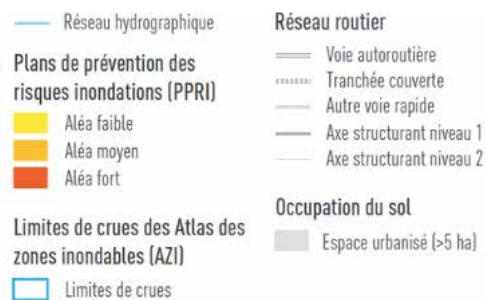 Réseau hydrographique
Plans de prévention des
risques inondations (PPRI)
Aléa faible
Aléa moyen
Aléa fort
Limites de crues des Atlas des
zones inondables (AZI)
Limites de crues
Réseau routier
Voie autoroutière
Tranchée couverte
Autre voie rapide
Axe structurant niveau 1
Axe structurant niveau 2
Occupation du sol
Espace urbanisé (>5 ha)